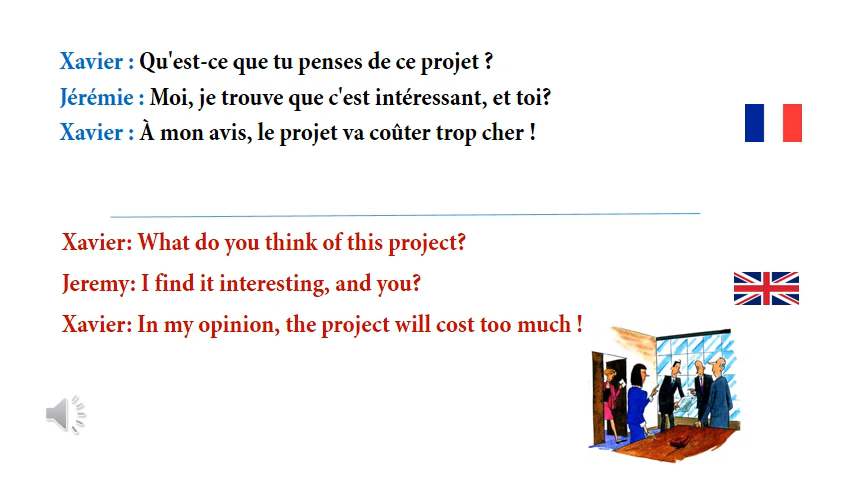 Xavier : Qu'est-ce que tu penses de ce projet ?
Jérémie : Moi, je trouve que c'est intéressant, et toi?
Xavier : À mon avis, le projet va coûter trop cher !
Xavier: What do you think of this project?
Jeremy: I find it interesting, and you?
Xavier: In my opinion, the project will cost too much !